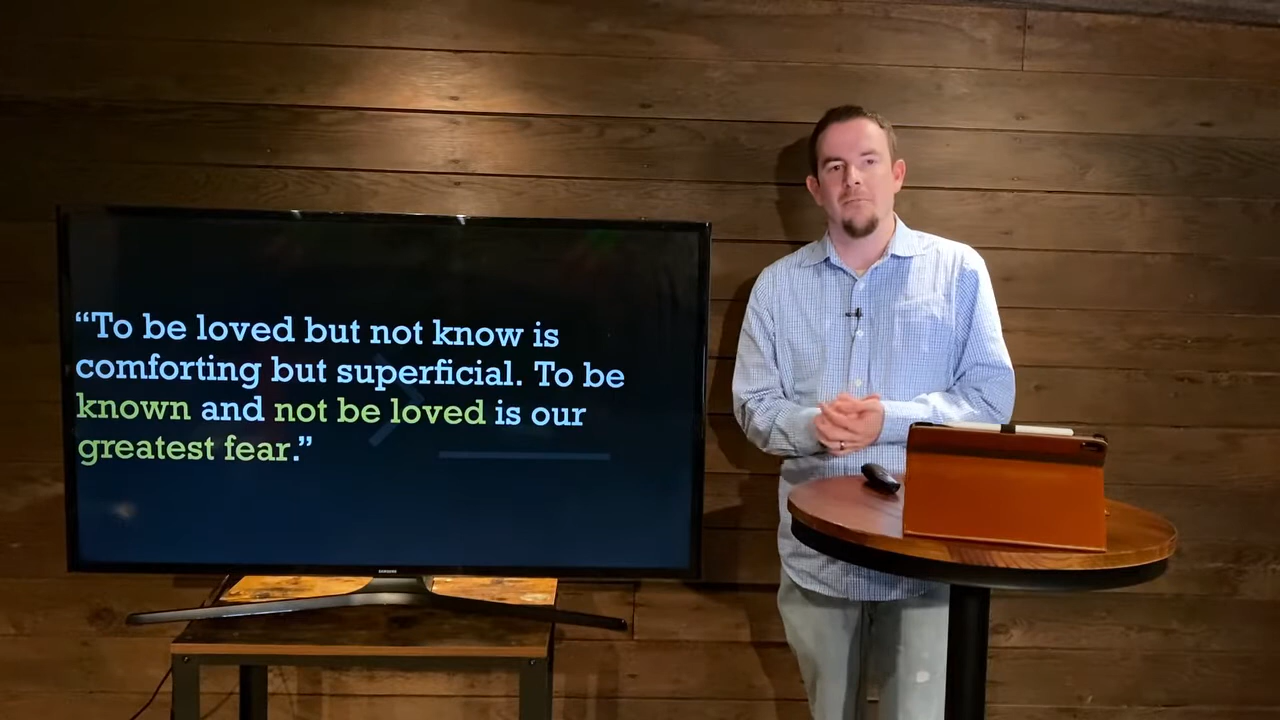 “To be loved but not know is
comforting but superficial. To be
known and not be loved is our
greatest fear.”
SAMSUNG